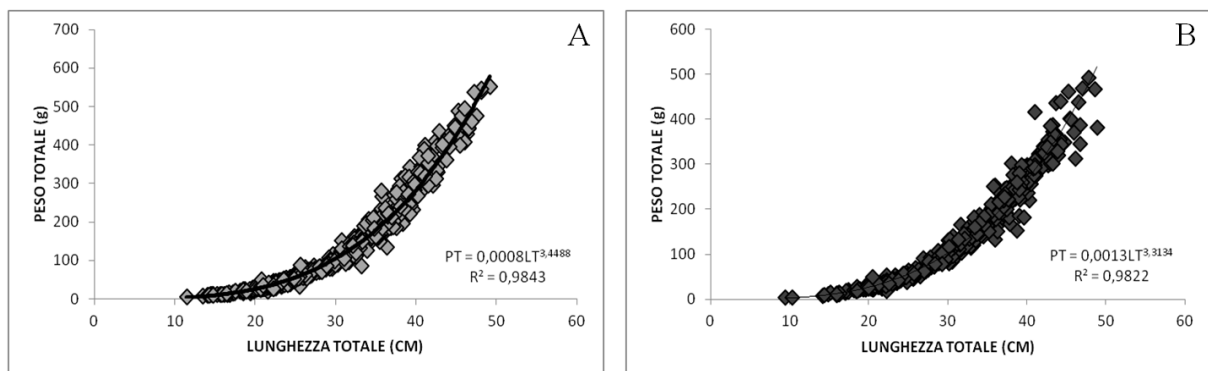 A
700
600
500
400
300
200
100
0
0 10 20 30 40 50 60
PESO TOTALE (g)
LUNGHEZZA TOTALE (CM)
PT = 0,0008LT^3,4488
R² = 0,9843
B
600
500
400
300
200
100
0
0 10 20 30 40 50 60
PESO TOTALE (g)
LUNGHEZZA TOTALE (CM)
PT = 0,0013LT^3,3134
R² = 0,9822